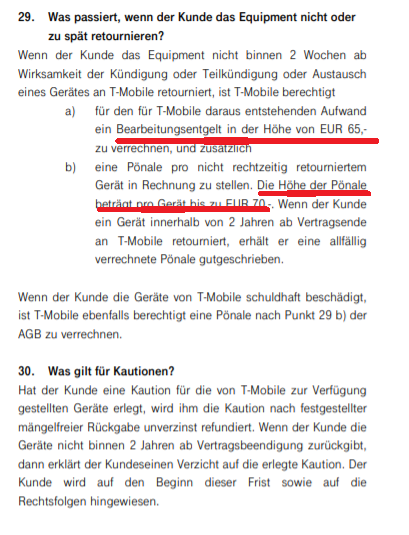 29. Was passiert, wenn der Kunde das Equipment nicht oder
zu spät retournieren?
Wenn der Kunde das Equipment nicht binnen 2 Wochen ab
Wirksamkeit der Kündigung oder Teilkündigung oder Austausch
eines Gerätes an T-Mobile retourniert, ist T-Mobile berechtigt
a) für den für T-Mobile daraus entstehenden Aufwand
ein Bearbeitungsentgelt in der Höhe von EUR 65,-
zu verrechnen, und zusätzlich
b) eine Pönale pro nicht rechtzeitig retourniertem
Gerät in Rechnung zu stellen. Die Höhe der Pönale
beträgt pro Gerät bis zu EUR 70,-. Wenn der Kunde
ein Gerät innerhalb von 2 Jahren ab Vertragsende
an T-Mobile retourniert, erhält er eine allfällig
verrechnete Pönale gutgeschrieben.
Wenn der Kunde die Geräte von T-Mobile schuldhaft beschädigt,
ist T-Mobile ebenfalls berechtigt eine Pönale nach Punkt 29 b) der
AGB zu verrechnen.
30. Was gilt für Kautionen?
Hat der Kunde eine Kaution für die von T-Mobile zur Verfügung
gestellten Geräte erlegt, wird ihm die Kaution nach festgestellter
mängelfreier Rückgabe unverzinst refundiert. Wenn der Kunde die
Geräte nicht binnen 2 Jahren ab Vertragsbeendigung zurückgibt,
dann erklärt der Kundeseinen Verzicht auf die erlegte Kaution. Der
Kunde wird auf den Beginn dieser Frist sowie auf die
Rechtsfolgen hingewiesen.